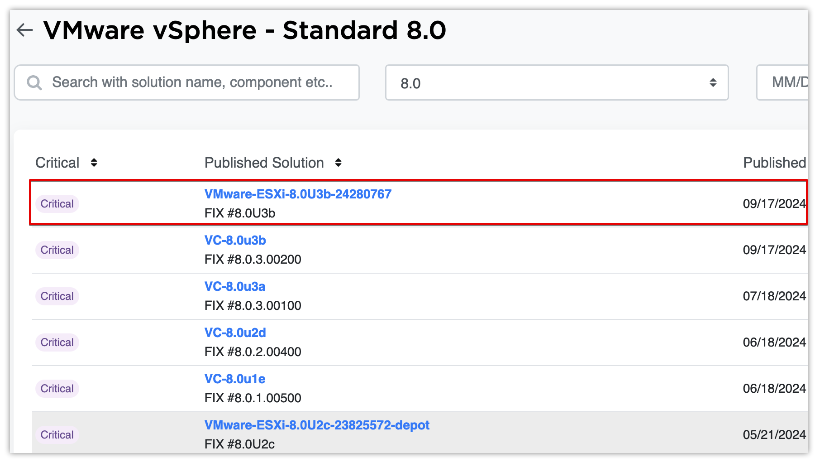 ← VMware vSphere - Standard 8.0
Search with solution name, component etc..
8.0
MM/D
Critical Published Solution Published
Critical VMware-ESXi-8.0U3b-24280767 09/17/2024
FIX #8.0U3b
Critical VC-8.0u3b 09/17/2024
FIX #8.0.3.00200
Critical VC-8.0u3a 07/18/2024
FIX #8.0.3.00100
Critical VC-8.0u2d 06/18/2024
FIX #8.0.2.00400
Critical VC-8.0u1e 06/18/2024
FIX #8.0.1.00500
Critical VMware-ESXi-8.0U2c-23825572-depot 05/21/2024
FIX #8.0U2c